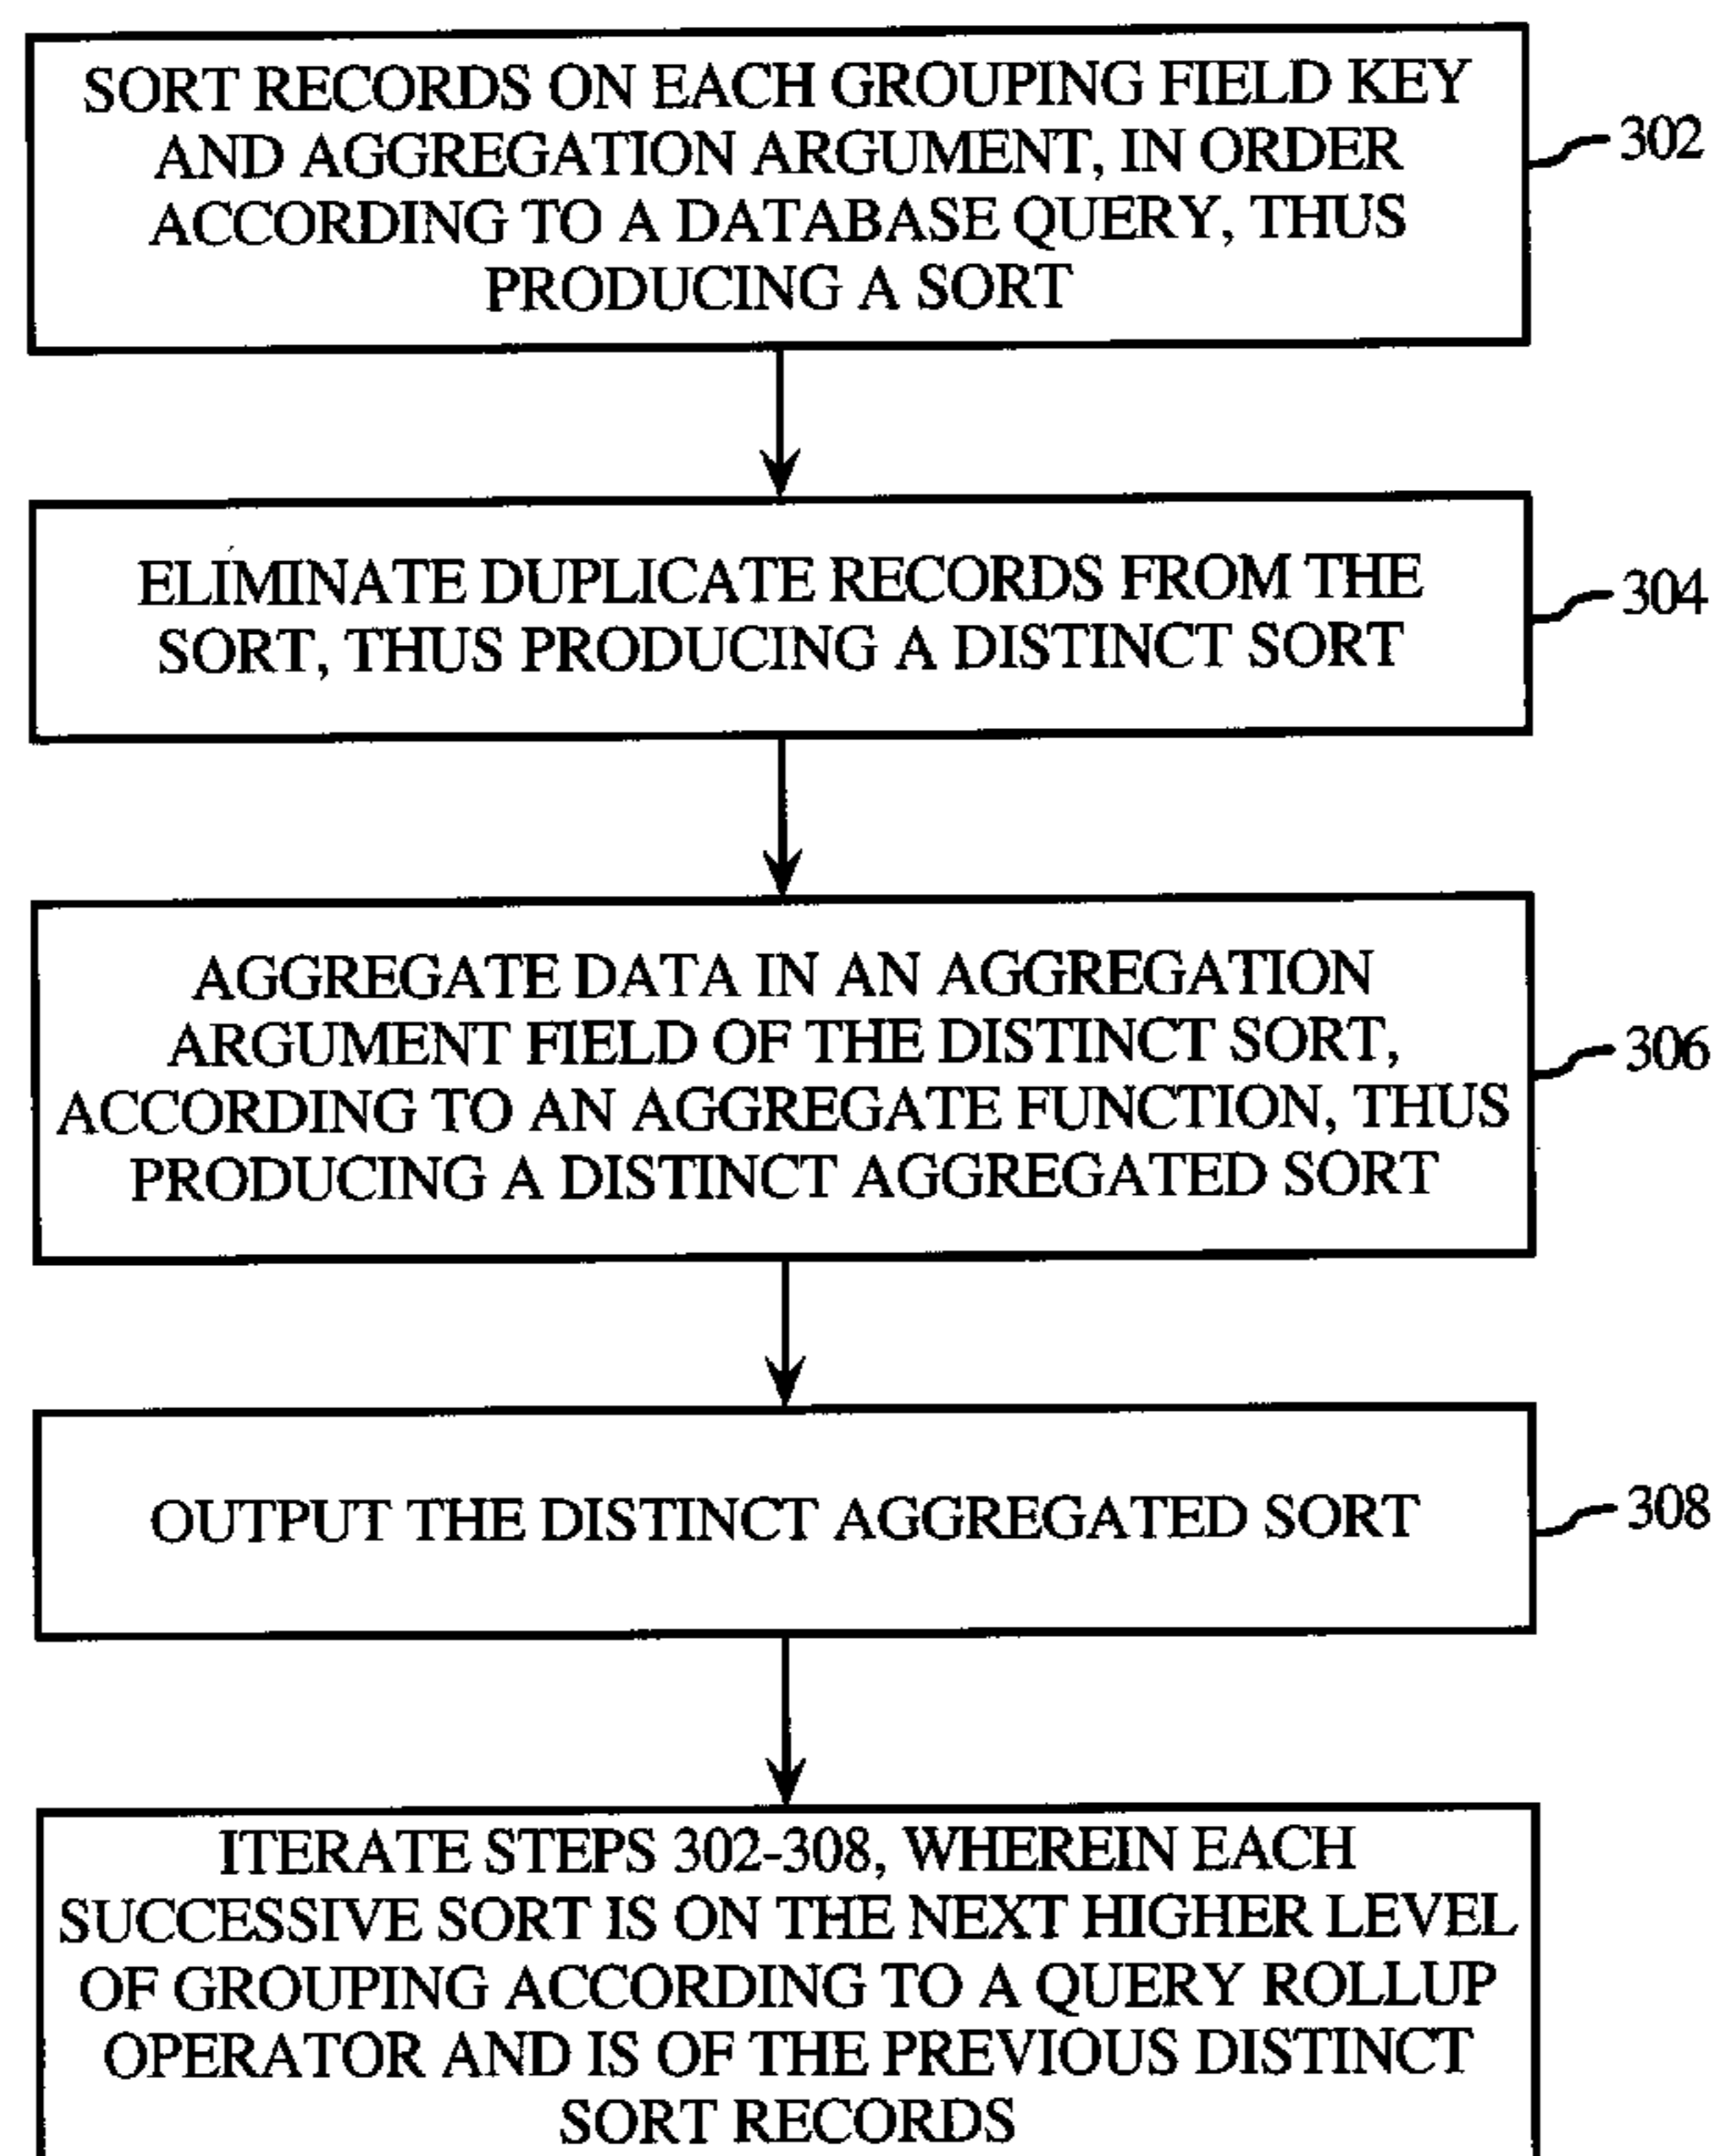 SORT RECORDS ON EACH GROUPING FIELD KEY
AND AGGREGATION ARGUMENT, IN ORDER
ACCORDING TO A DATABASE QUERY, THUS
PRODUCING A SORT
302
ELIMINATE DUPLICATE RECORDS FROM THE
SORT, THUS PRODUCING A DISTINCT SORT
304
AGGREGATE DATA IN AN AGGREGATION
ARGUMENT FIELD OF THE DISTINCT SORT,
ACCORDING TO AN AGGREGATE FUNCTION, THUS
PRODUCING A DISTINCT AGGREGATED SORT
306
OUTPUT THE DISTINCT AGGREGATED SORT
308
ITERATE STEPS 302-308, WHEREIN EACH
SUCCESSIVE SORT IS ON THE NEXT HIGHER LEVEL
OF GROUPING ACCORDING TO A QUERY ROLLUP
OPERATOR AND IS OF THE PREVIOUS DISTINCT
SORT RECORDS